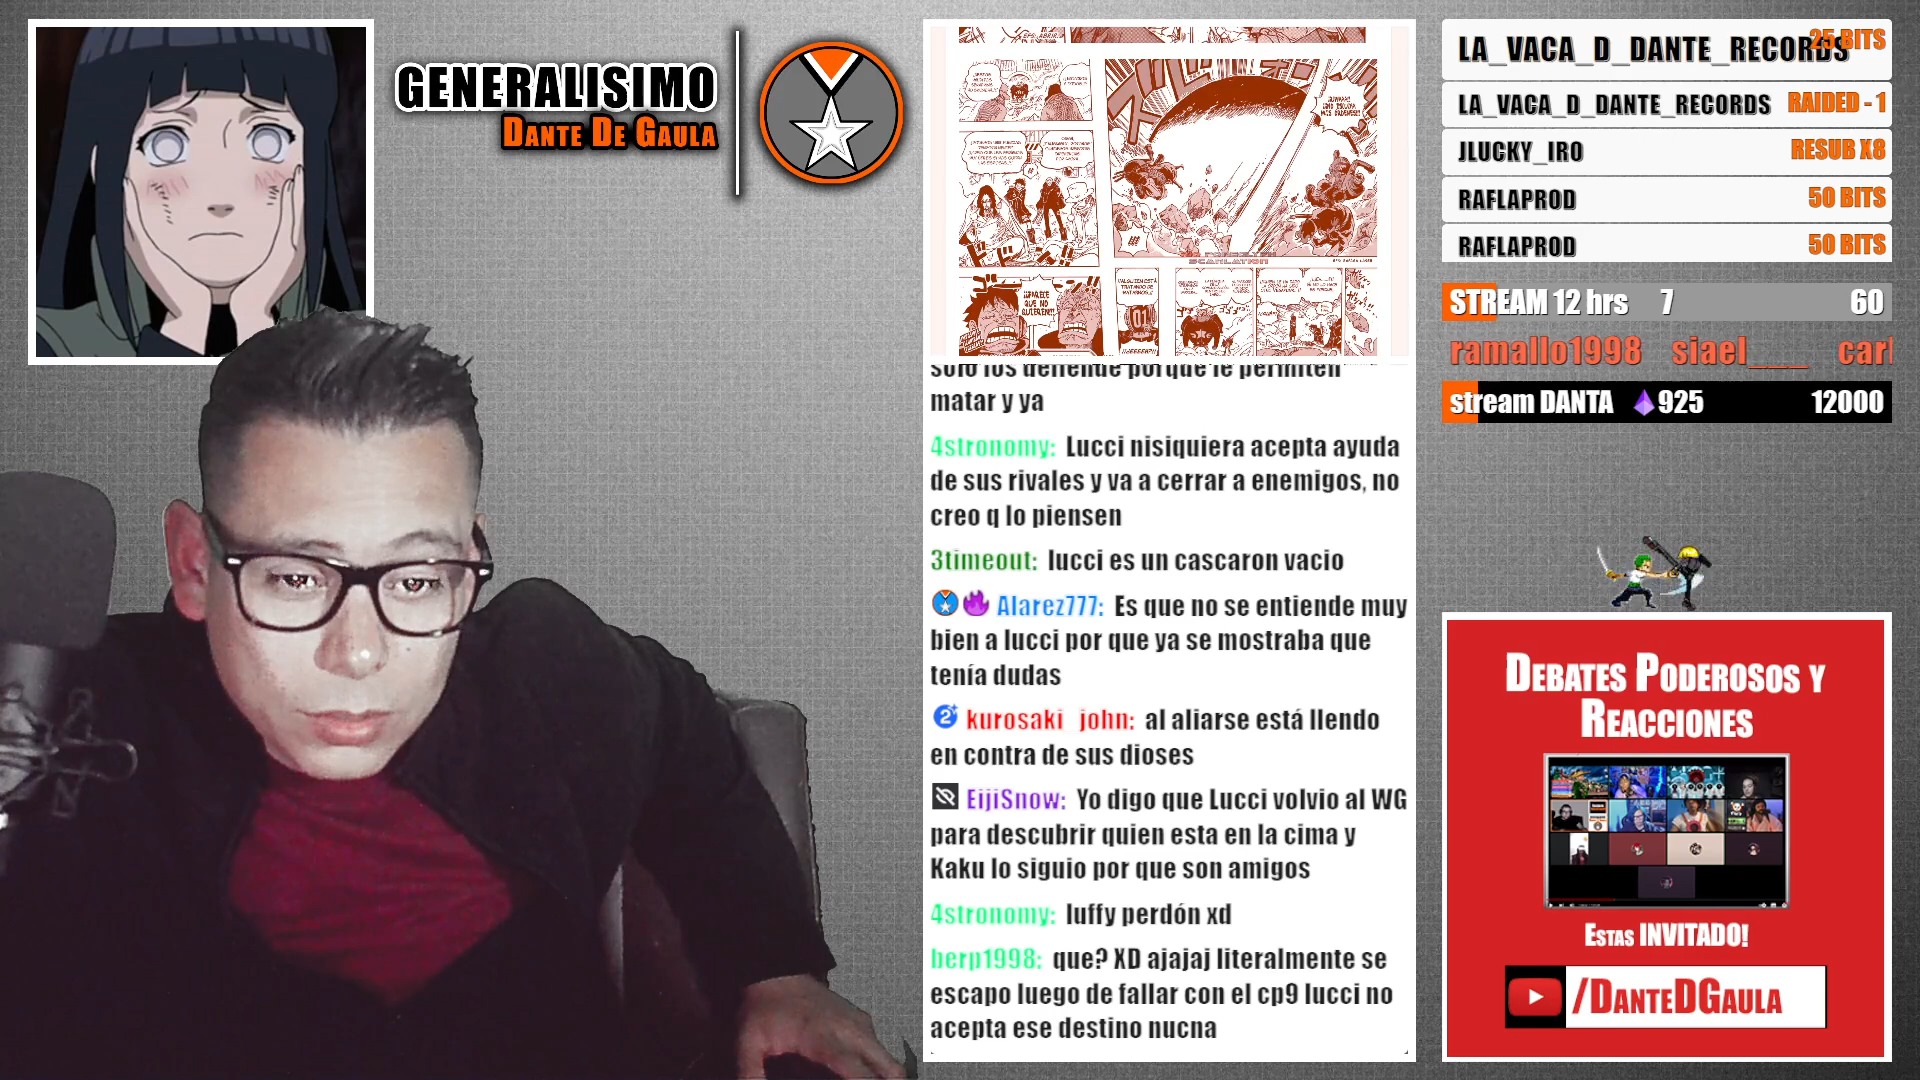 GENERALISIMO
DANTE DE GAULA
solo los defiende porque le permiten
matar y ya
4stronomy: Lucci nisiquiera acepta ayuda
de sus rivales y va a cerrar a enemigos, no
creo q lo piensen
3timeout: lucci es un cascaron vacio
Alarez777: Es que no se entiende muy
bien a lucci por que ya se mostraba que
tenía dudas
kurosaki_john: al aliarse está llendo
en contra de sus dioses
EijiSnow: Yo digo que Lucci volvio al WG
para descubrir quien esta en la cima y
Kaku lo siguio por que son amigos
4stronomy: luffy perdón xd
berp1998: que? XD ajajaj literalmente se
escapo luego de fallar con el cp9 lucci no
acepta ese destino nucna
LA_VACA_D_DANTE_RECORDS 25 BITS
LA_VACA_D_DANTE_RECORDS RAIDED - 1
JLUCKY_IRO RESUB X8
RAFLAPROD 50 BITS
RAFLAPROD 50 BITS
STREAM 12 hrs 7 60
ramallo1998 siael___ carl
stream DANTA 925 12000
DEBATES PODEROSOS Y
REACCIONES
ESTAS INVITADO!
/DANTEDGAULA